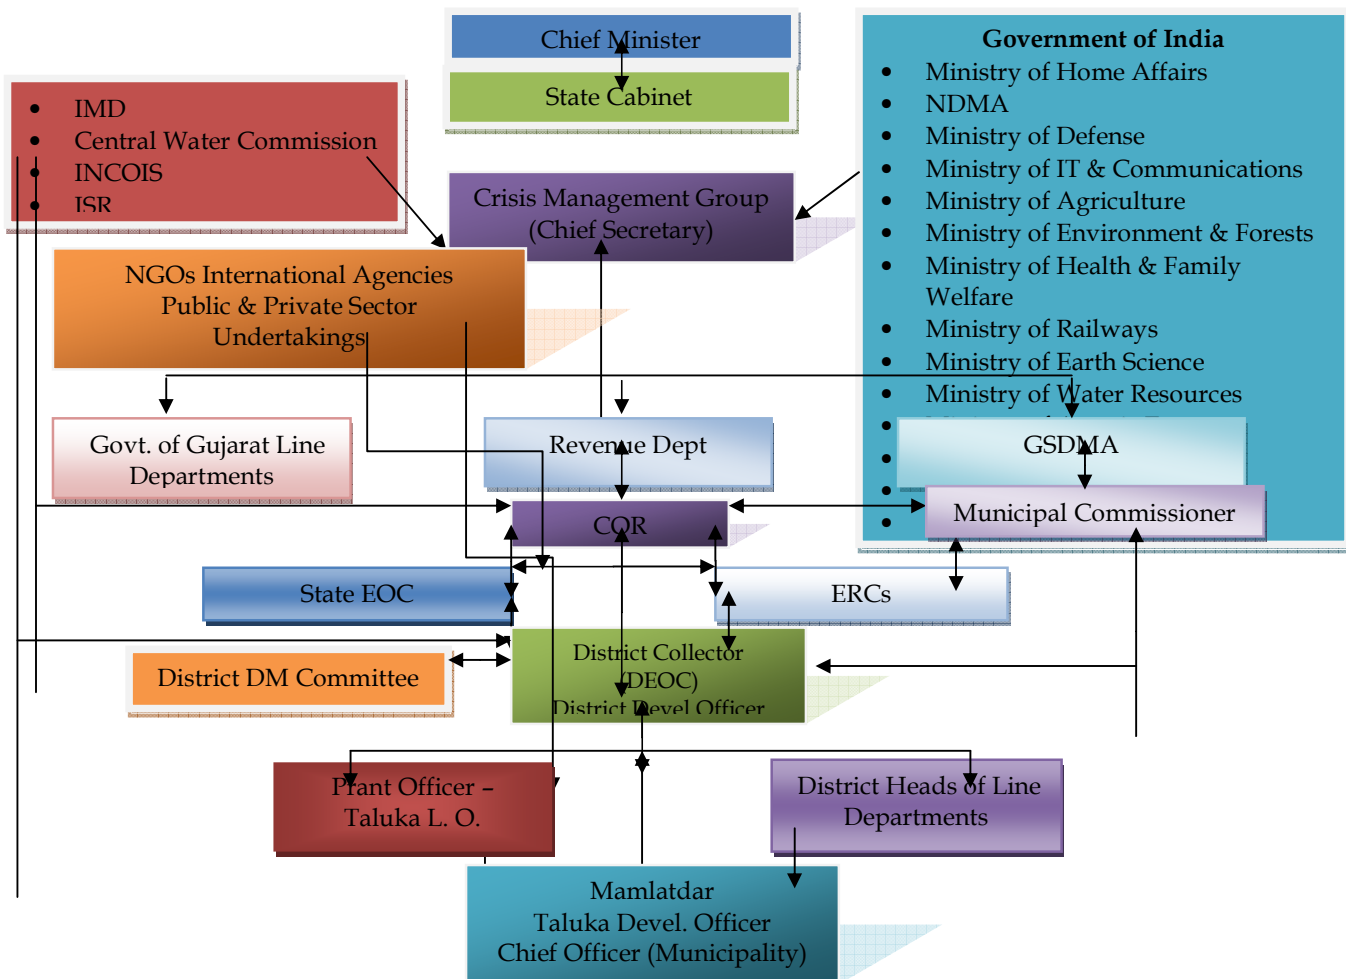 Chief Minister
State Cabinet
Government of India
• Ministry of Home Affairs
• NDMA
• Ministry of Defense
• Ministry of IT & Communications
• Ministry of Agriculture
• Ministry of Environment & Forests
• Ministry of Health & Family
Welfare
• Ministry of Railways
• Ministry of Earth Science
• Ministry of Water Resources
• IMD
• Central Water Commission
• INCOIS
• ISR
Crisis Management Group
(Chief Secretary)
NGOs International Agencies
Public & Private Sector
Undertakings
Govt. of Gujarat Line
Departments
Revenue Dept
GSDMA
Municipal Commissioner
COR
State EOC
ERCs
District DM Committee
District Collector
(DEOC)
District Devel Officer
Prant Officer –
Taluka L. O.
District Heads of Line
Departments
Mamlatdar
Taluka Devel. Officer
Chief Officer (Municipality)